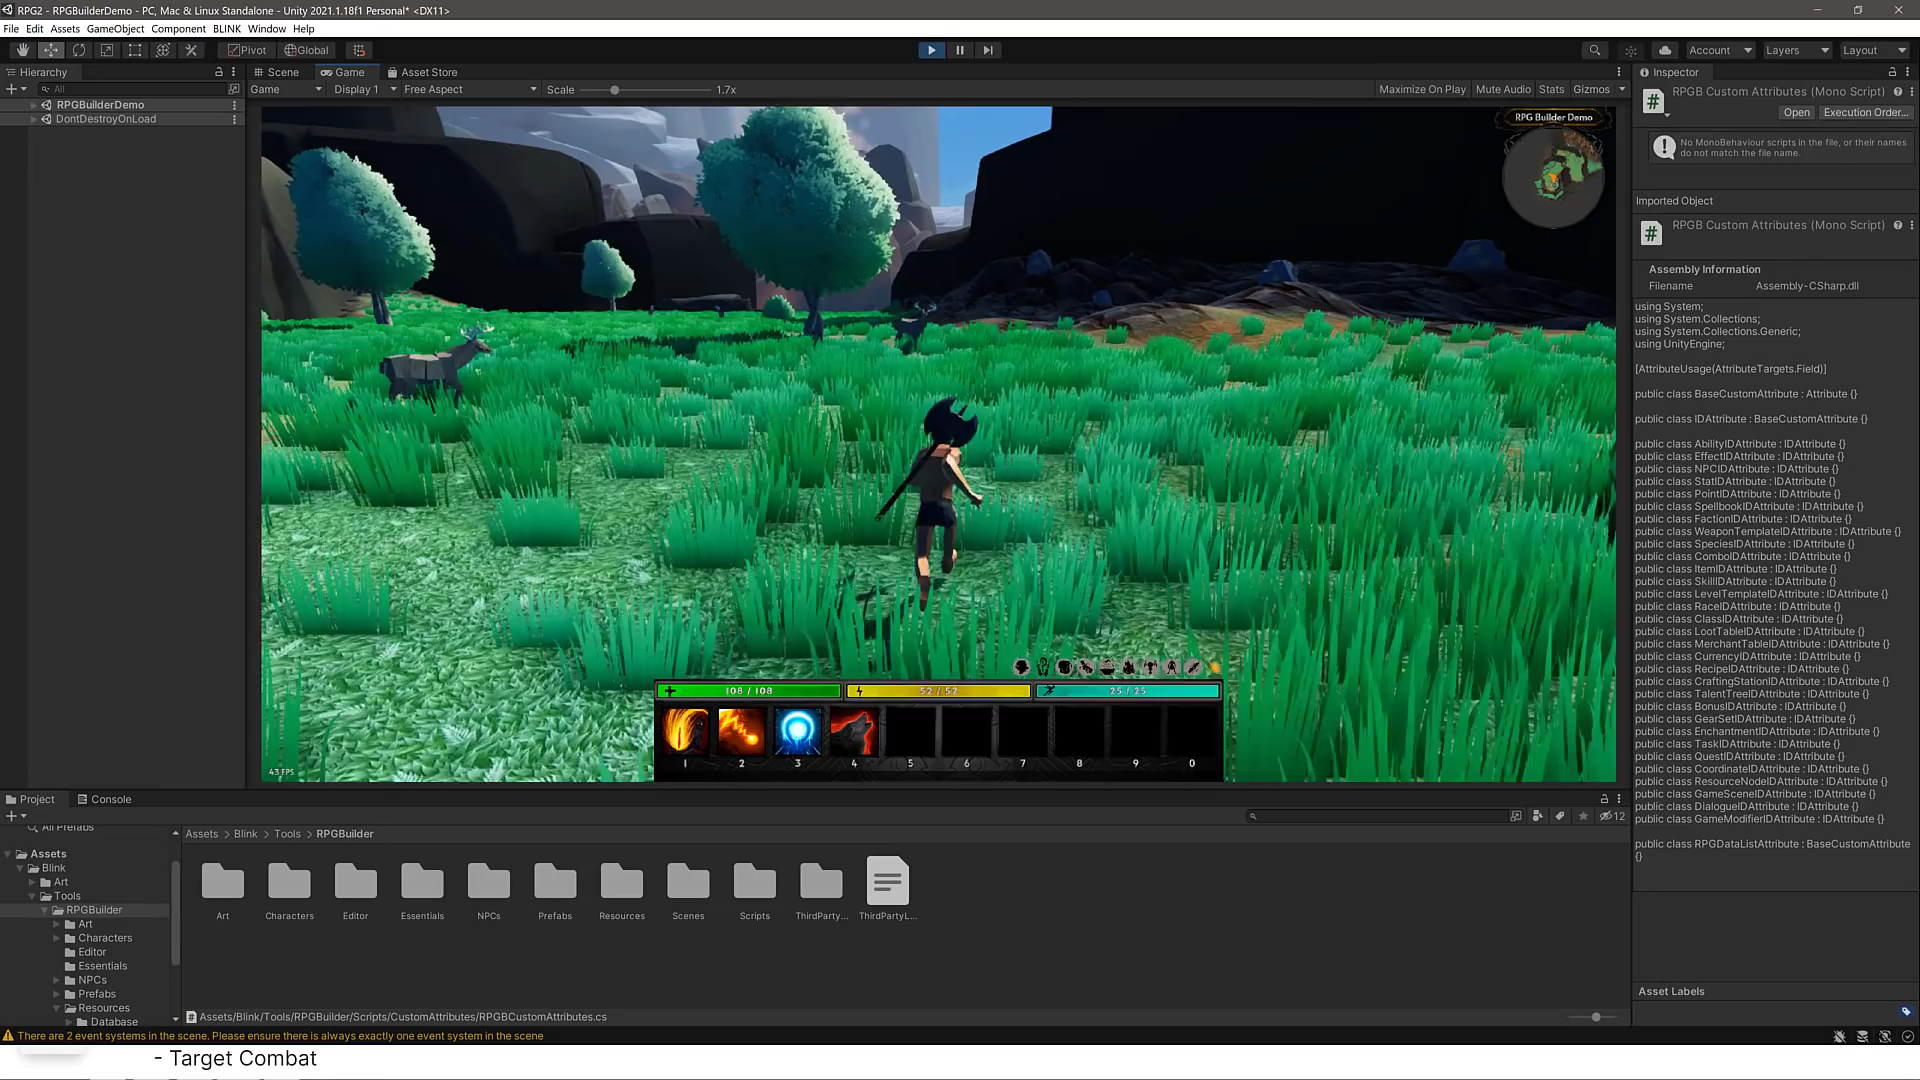 RPG2 - RPGBuilderDemo - PC, Mac & Linux Standalone - Unity 2021.1.18f1 Personal* <DX11>
File Edit Assets GameObject Component BLINK Window Help
Pivot Global Account Layers Layout
Hierarchy
All
RPGBuilderDemo
DontDestroyOnLoad
Scene Game Asset Store
Game Display 1 Free Aspect Scale 1.7x Maximize On Play Mute Audio Stats Gizmos
RPG Builder Demo
108 / 108 52 / 52 25 / 25
1 2 3 4 5 6 7 8 9 0
43 FPS
Inspector
RPGB Custom Attributes (Mono Script)
Open Execution Order...
No MonoBehaviour scripts in the file, or their names
do not match the file name.
Imported Object
RPGB Custom Attributes (Mono Script)
Assembly Information
Filename Assembly-CSharp.dll
using System;
using System.Collections;
using System.Collections.Generic;
using UnityEngine;
[AttributeUsage(AttributeTargets.Field)]
public class BaseCustomAttribute : Attribute {}
public class IDAttribute : BaseCustomAttribute {}
public class AbilityIDAttribute : IDAttribute {}
public class EffectIDAttribute : IDAttribute {}
public class NPCIDAttribute : IDAttribute {}
public class StatIDAttribute : IDAttribute {}
public class PointIDAttribute : IDAttribute {}
public class SpellbookIDAttribute : IDAttribute {}
public class FactionIDAttribute : IDAttribute {}
public class WeaponTemplateIDAttribute : IDAttribute {}
public class SpeciesIDAttribute : IDAttribute {}
public class ComboIDAttribute : IDAttribute {}
public class ItemIDAttribute : IDAttribute {}
public class SkillIDAttribute : IDAttribute {}
public class LevelTemplateIDAttribute : IDAttribute {}
public class RaceIDAttribute : IDAttribute {}
public class ClassIDAttribute : IDAttribute {}
public class LootTableIDAttribute : IDAttribute {}
public class MerchantTableIDAttribute : IDAttribute {}
public class CurrencyIDAttribute : IDAttribute {}
public class RecipeIDAttribute : IDAttribute {}
public class CraftingStationIDAttribute : IDAttribute {}
public class TalentTreeIDAttribute : IDAttribute {}
public class BonusIDAttribute : IDAttribute {}
public class GearSetIDAttribute : IDAttribute {}
public class EnchantmentIDAttribute : IDAttribute {}
public class TaskIDAttribute : IDAttribute {}
public class QuestIDAttribute : IDAttribute {}
public class CoordinateIDAttribute : IDAttribute {}
public class ResourceNodeIDAttribute : IDAttribute {}
public class GameSceneIDAttribute : IDAttribute {}
public class DialogueIDAttribute : IDAttribute {}
public class GameModifierIDAttribute : IDAttribute {}
public class RPGDataListAttribute : BaseCustomAttribute
{}
Asset Labels
Project Console
12
All Prefabs
Assets
Blink
Art
Tools
RPGBuilder
Art
Characters
Editor
Essentials
NPCs
Prefabs
Resources
Database
Assets > Blink > Tools > RPGBuilder
Art Characters Editor Essentials NPCs Prefabs Resources Scenes Scripts ThirdParty... ThirdPartyL...
Assets/Blink/Tools/RPGBuilder/Scripts/CustomAttributes/RPGBCustomAttributes.cs
There are 2 event systems in the scene. Please ensure there is always exactly one event system in the scene
- Target Combat